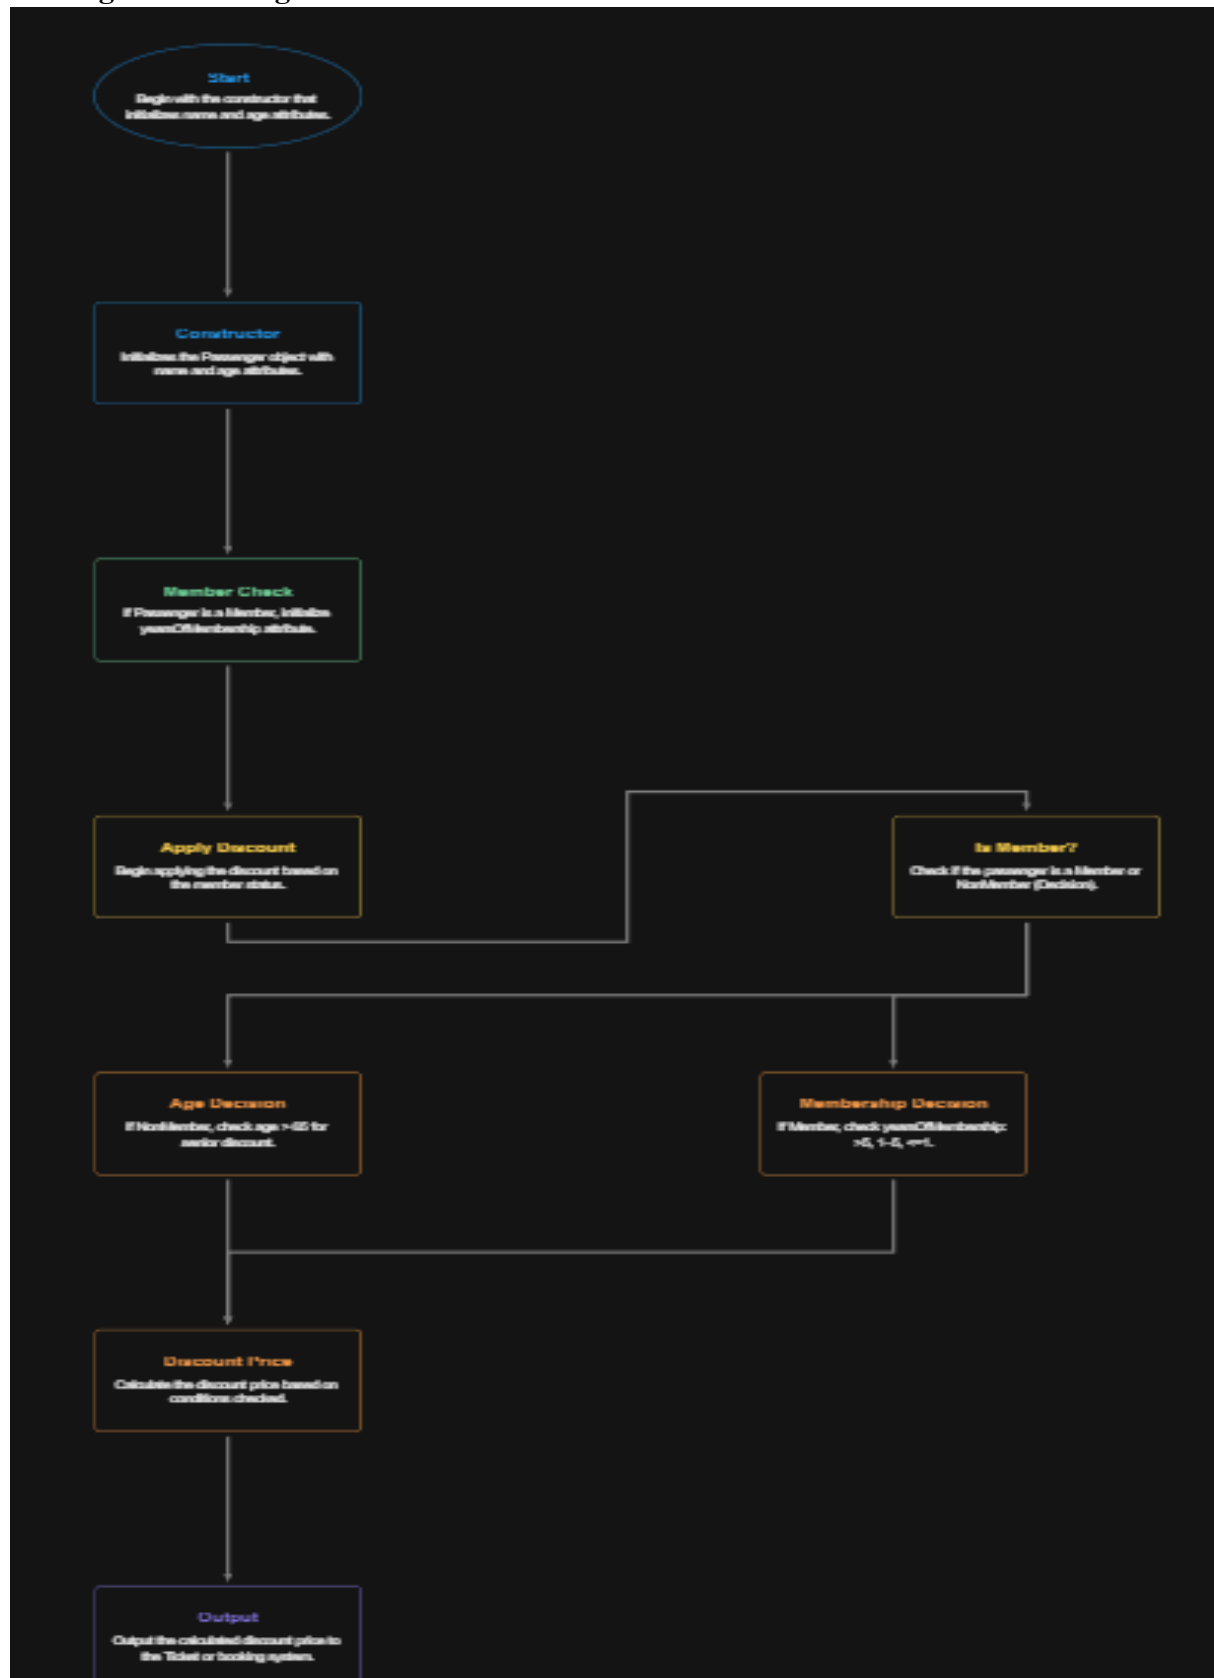 Start
Begin with the constructor that
initializes name and age attributes.
Constructor
Initializes the Passenger object with
name and age attributes.
Member Check
If Passenger is a Member, initialize
yearsOfMembership attribute.
Apply Discount
Begin applying the discount based on
the member status.
Is Member?
Check if the passenger is a Member or
NonMember (Decision).
Age Decision
If NonMember, check age > 65 for
senior discount.
Membership Decision
If Member, check yearsOfMembership:
>5, 1-5, <=1.
Discount Price
Calculate the discount price based on
conditions checked.
Output
Output the calculated discount price to
the Ticket or booking system.